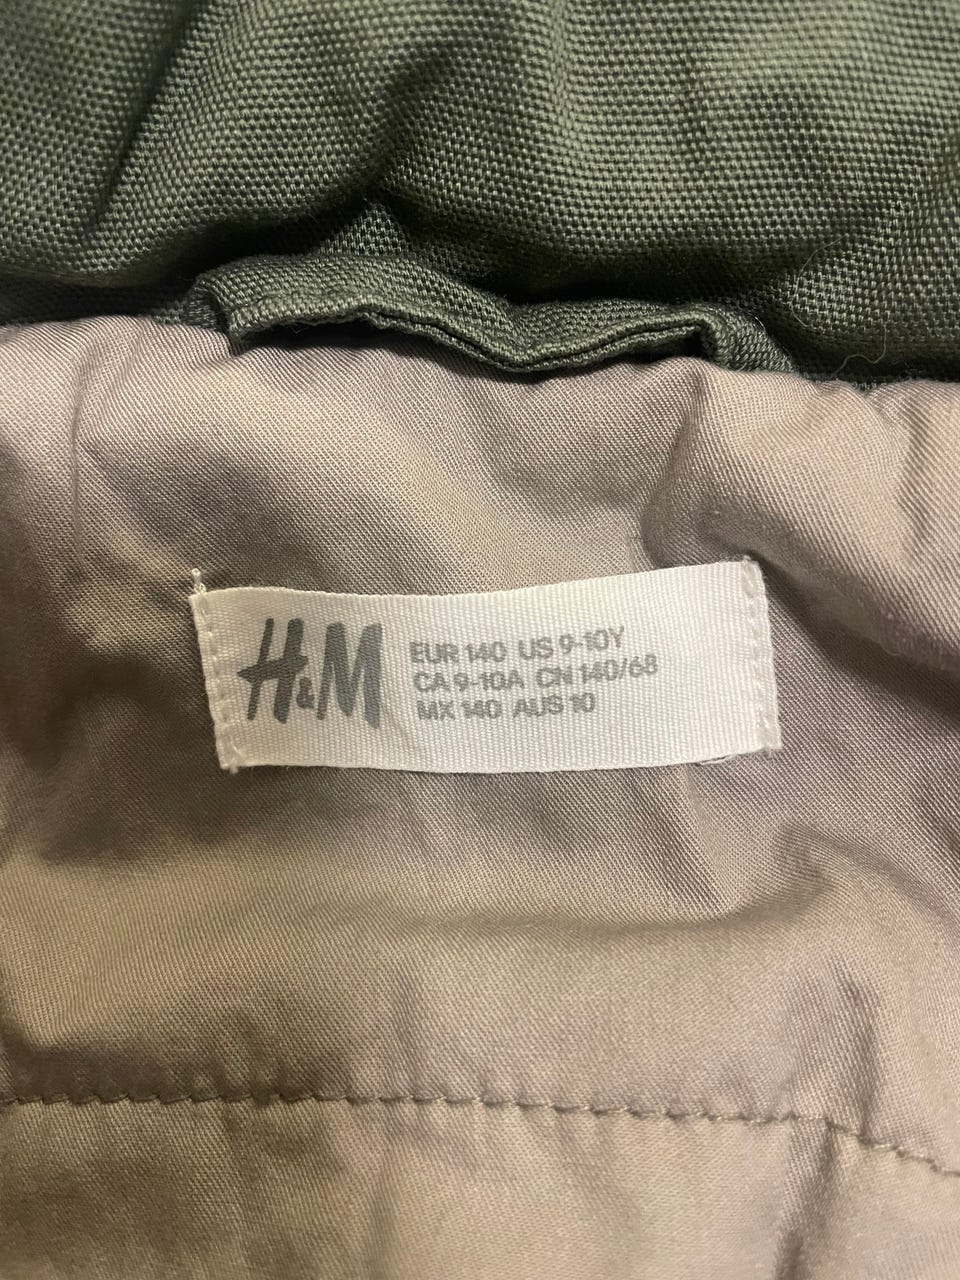 H&M
EUR 140 US 9-10Y
CA 9-10A CN 140/68
MX 140 AUS 10